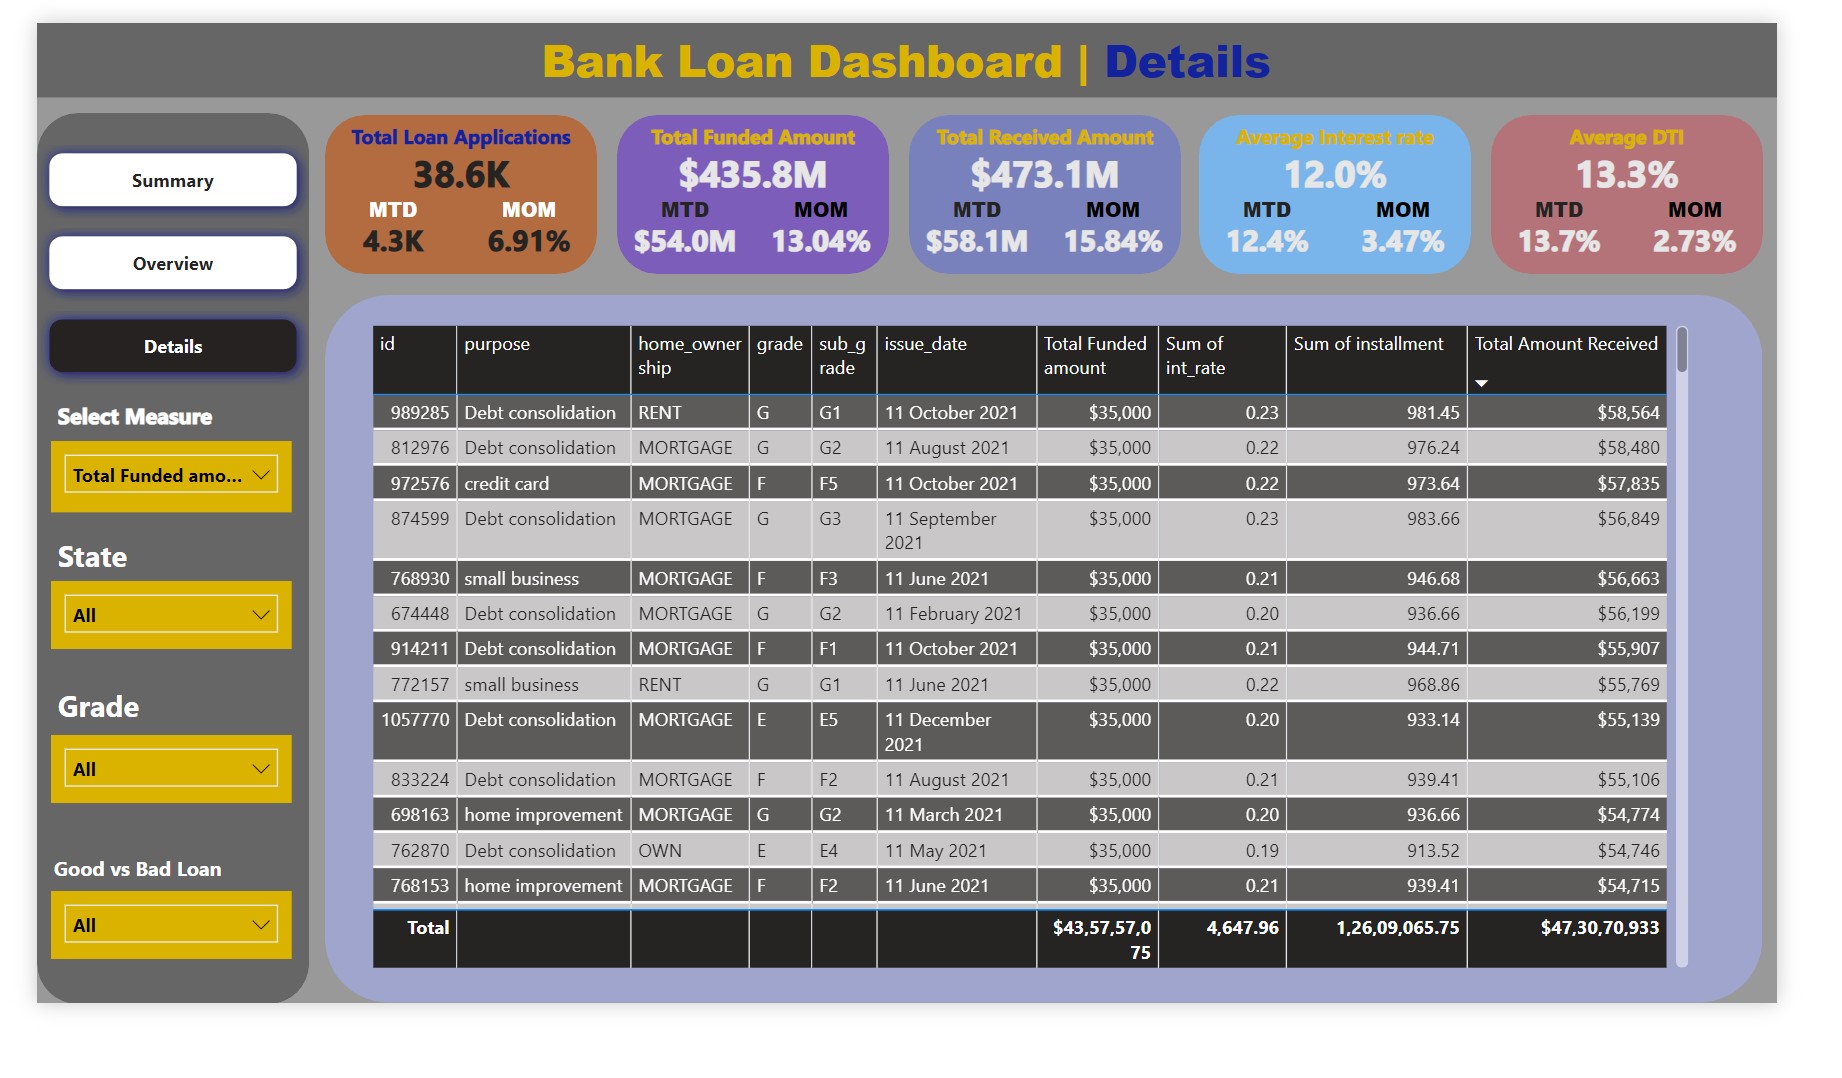 Bank Loan Dashboard | Details
Summary
Overview
Details
Select Measure
Total Funded amo...
State
All
Grade
All
Good vs Bad Loan
All
Total Loan Applications
38.6K
MTD MOM
4.3K 6.91%
Total Funded Amount
$435.8M
MTD MOM
$54.0M 13.04%
Total Received Amount
$473.1M
MTD MOM
$58.1M 15.84%
Average Interest rate
12.0%
MTD MOM
12.4% 3.47%
Average DTI
13.3%
MTD MOM
13.7% 2.73%
id purpose home_owner grade sub_g issue_date Total Funded Sum of Sum of installment Total Amount Received
ship rade amount int_rate
989285 Debt consolidation RENT G G1 11 October 2021 $35,000 0.23 981.45 $58,564
812976 Debt consolidation MORTGAGE G G2 11 August 2021 $35,000 0.22 976.24 $58,480
972576 credit card MORTGAGE F F5 11 October 2021 $35,000 0.22 973.64 $57,835
874599 Debt consolidation MORTGAGE G G3 11 September $35,000 0.23 983.66 $56,849
2021
768930 small business MORTGAGE F F3 11 June 2021 $35,000 0.21 946.68 $56,663
674448 Debt consolidation MORTGAGE G G2 11 February 2021 $35,000 0.20 936.66 $56,199
914211 Debt consolidation MORTGAGE F F1 11 October 2021 $35,000 0.21 944.71 $55,907
772157 small business RENT G G1 11 June 2021 $35,000 0.22 968.86 $55,769
1057770 Debt consolidation MORTGAGE E E5 11 December $35,000 0.20 933.14 $55,139
2021
833224 Debt consolidation MORTGAGE F F2 11 August 2021 $35,000 0.21 939.41 $55,106
698163 home improvement MORTGAGE G G2 11 March 2021 $35,000 0.20 936.66 $54,774
762870 Debt consolidation OWN E E4 11 May 2021 $35,000 0.19 913.52 $54,746
768153 home improvement MORTGAGE F F2 11 June 2021 $35,000 0.21 939.41 $54,715
Total $43,57,57,0 4,647.96 1,26,09,065.75 $47,30,70,933
75